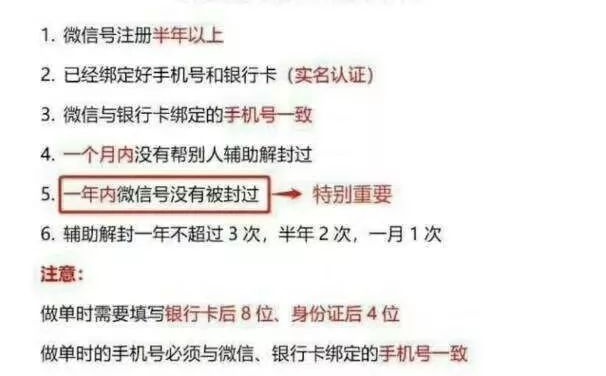 1. 微信号注册半年以上
2. 已经绑定好手机号和银行卡（实名认证）
3. 微信与银行卡绑定的手机号一致
4. 一个月内没有帮别人辅助解封过
5. 一年内微信号没有被封过 → 特别重要
6. 辅助解封一年不超过 3 次，半年 2 次，一月 1 次
注意：
做单时需要填写银行卡后 8 位、身份证后 4 位
做单时的手机号必须与微信、银行卡绑定的手机号一致